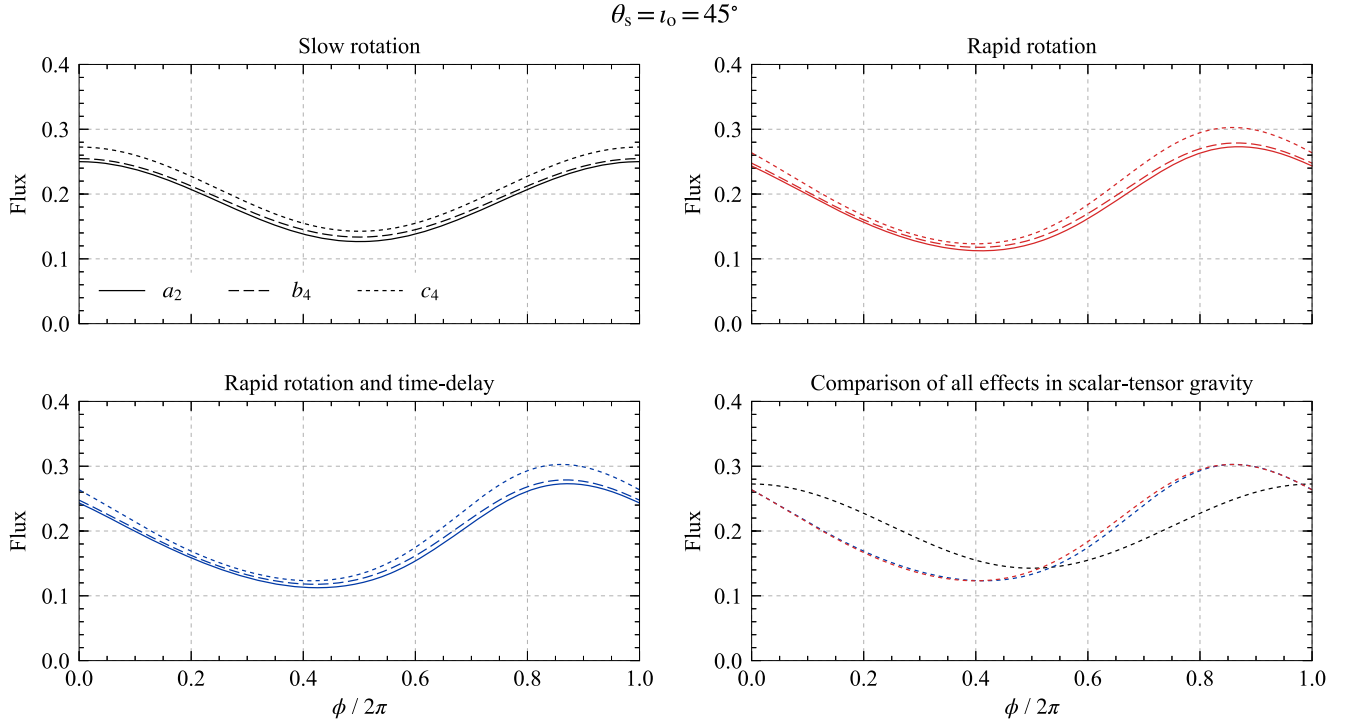 θs = ιo = 45°
Slow rotation
0.4
0.3
0.2
0.1
0.0
Flux
a2 b4 c4
Rapid rotation
0.4
0.3
0.2
0.1
0.0
Flux
Rapid rotation and time-delay
0.4
0.3
0.2
0.1
0.0
Flux
0.0 0.2 0.4 0.6 0.8 1.0
ϕ / 2π
Comparison of all effects in scalar-tensor gravity
0.4
0.3
0.2
0.1
0.0
Flux
0.0 0.2 0.4 0.6 0.8 1.0
ϕ / 2π